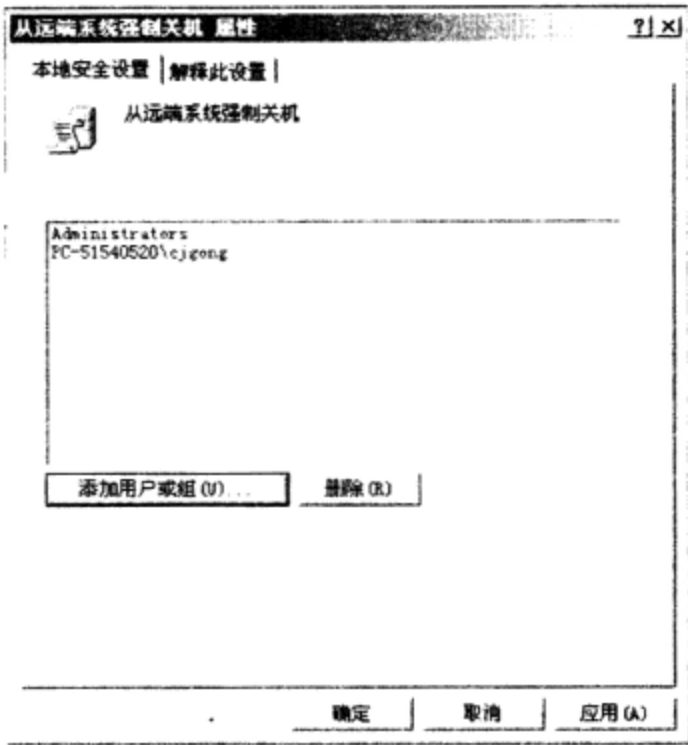 从远端系统强制关机 属性
本地安全设置
解释此设置
从远端系统强制关机
Administrators
PC-51540520\cjgong
添加用户或组(U)...
删除(R)
确定
取消
应用(A)